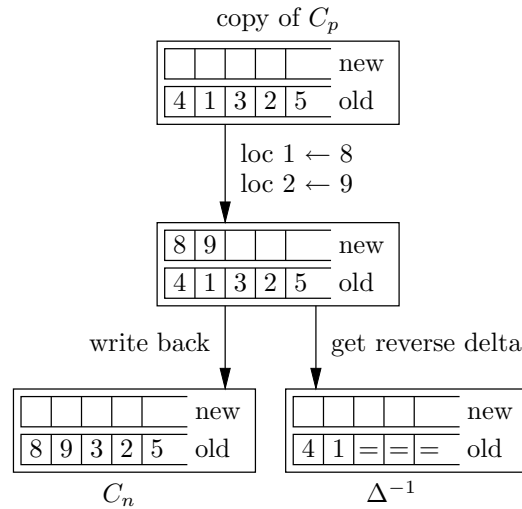 copy of C_p
new
4 1 3 2 5 old
loc 1 ← 8
loc 2 ← 9
8 9 new
4 1 3 2 5 old
write back get reverse delta
new new
8 9 3 2 5 old 4 1 = = = old
C_n Δ⁻¹